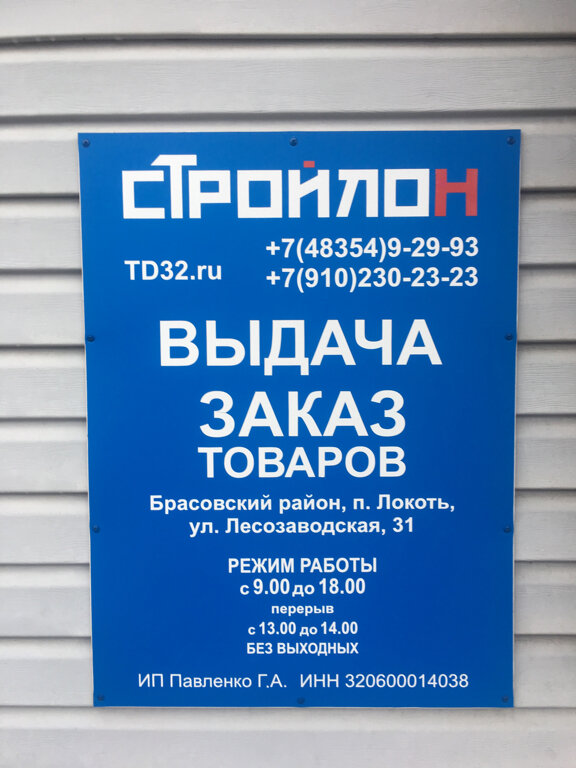 СТРОЙЛОН
+7(48354)9-29-93
TD32.ru
+7(910)230-23-23
ВЫДАЧА
ЗАКАЗ
ТОВАРОВ
Брасовский район, п. Локоть,
ул. Лесозаводская, 31
РЕЖИМ РАБОТЫ
с 9.00 до 18.00
перерыв
с 13.00 до 14.00
БЕЗ ВЫХОДНЫХ
ИП Павленко Г.А. ИНН 320600014038